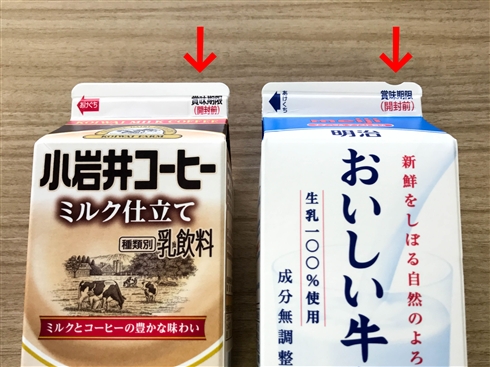 あけくち
賞味期限
(開封前)
KOIWAI MILK COFFEE
KOIWAI FARM
小岩井コーヒー
ミルク仕立て
種類別 乳飲料
ミルクとコーヒーの豊かな味わい
あけくち
賞味期限
(開封前)
meiji
明治
おいしい牛
新鮮をしぼる自然のよろ
生乳一〇〇%使用
成分無調整